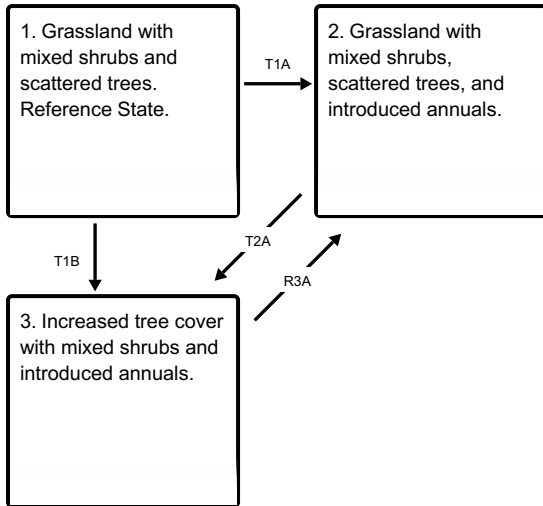 1. Grassland with
mixed shrubs and
scattered trees.
Reference State.
T1A
2. Grassland with
mixed shrubs,
scattered trees, and
introduced annuals.
T1B
T2A
R3A
3. Increased tree cover
with mixed shrubs and
introduced annuals.